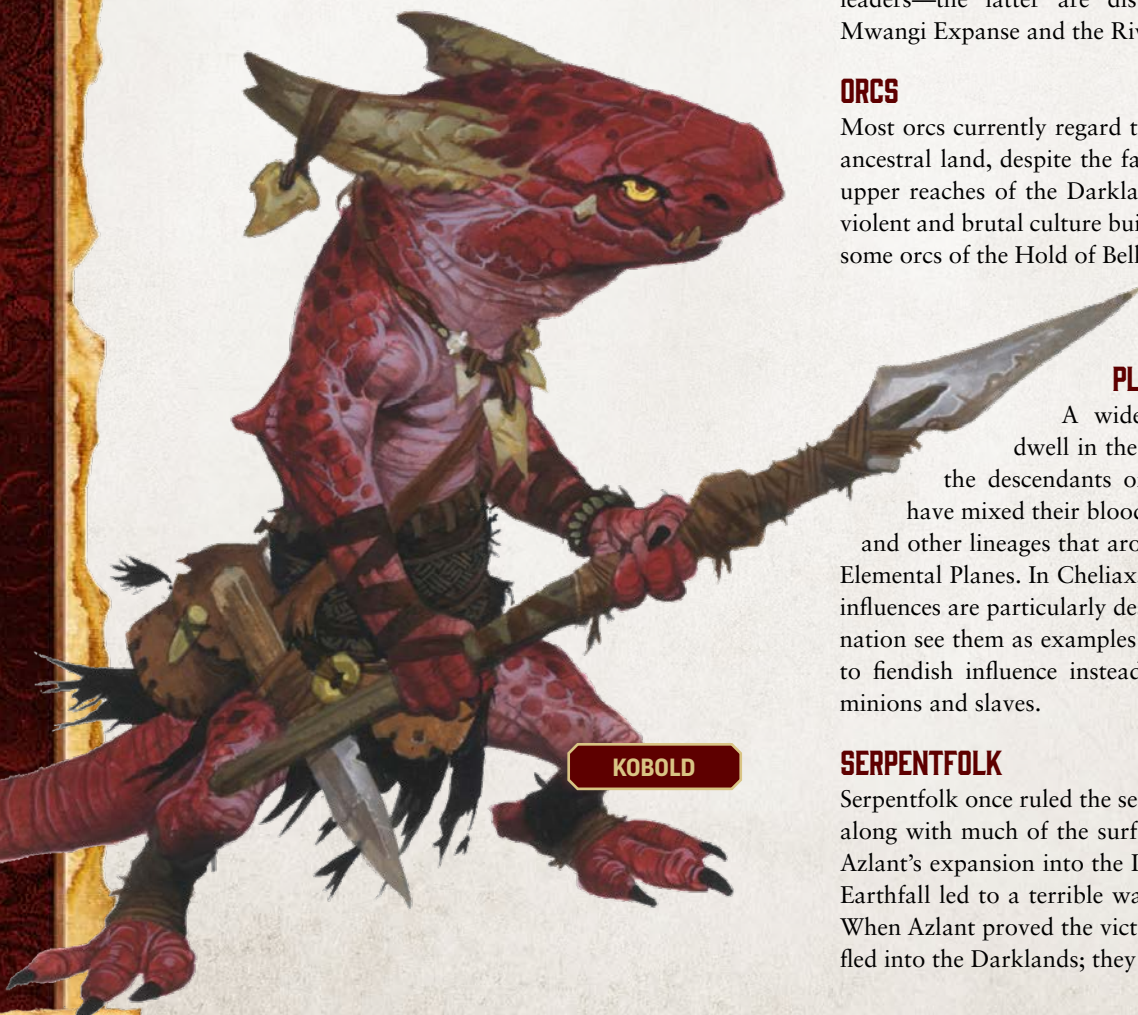 Mwangi Expanse and the Riv
ORCS
Most orcs currently regard t
ancestral land, despite the fa
upper reaches of the Darkla
violent and brutal culture bui
some orcs of the Hold of Bell
PL
A wide
dwell in the
the descendants o
have mixed their blood
and other lineages that aro
Elemental Planes. In Cheliax
influences are particularly de
nation see them as examples
to fiendish influence instead
minions and slaves.
KOBOLD
SERPENTFOLK
Serpentfolk once ruled the se
along with much of the surf
Azlant’s expansion into the I
Earthfall led to a terrible wa
When Azlant proved the vict
fled into the Darklands; they